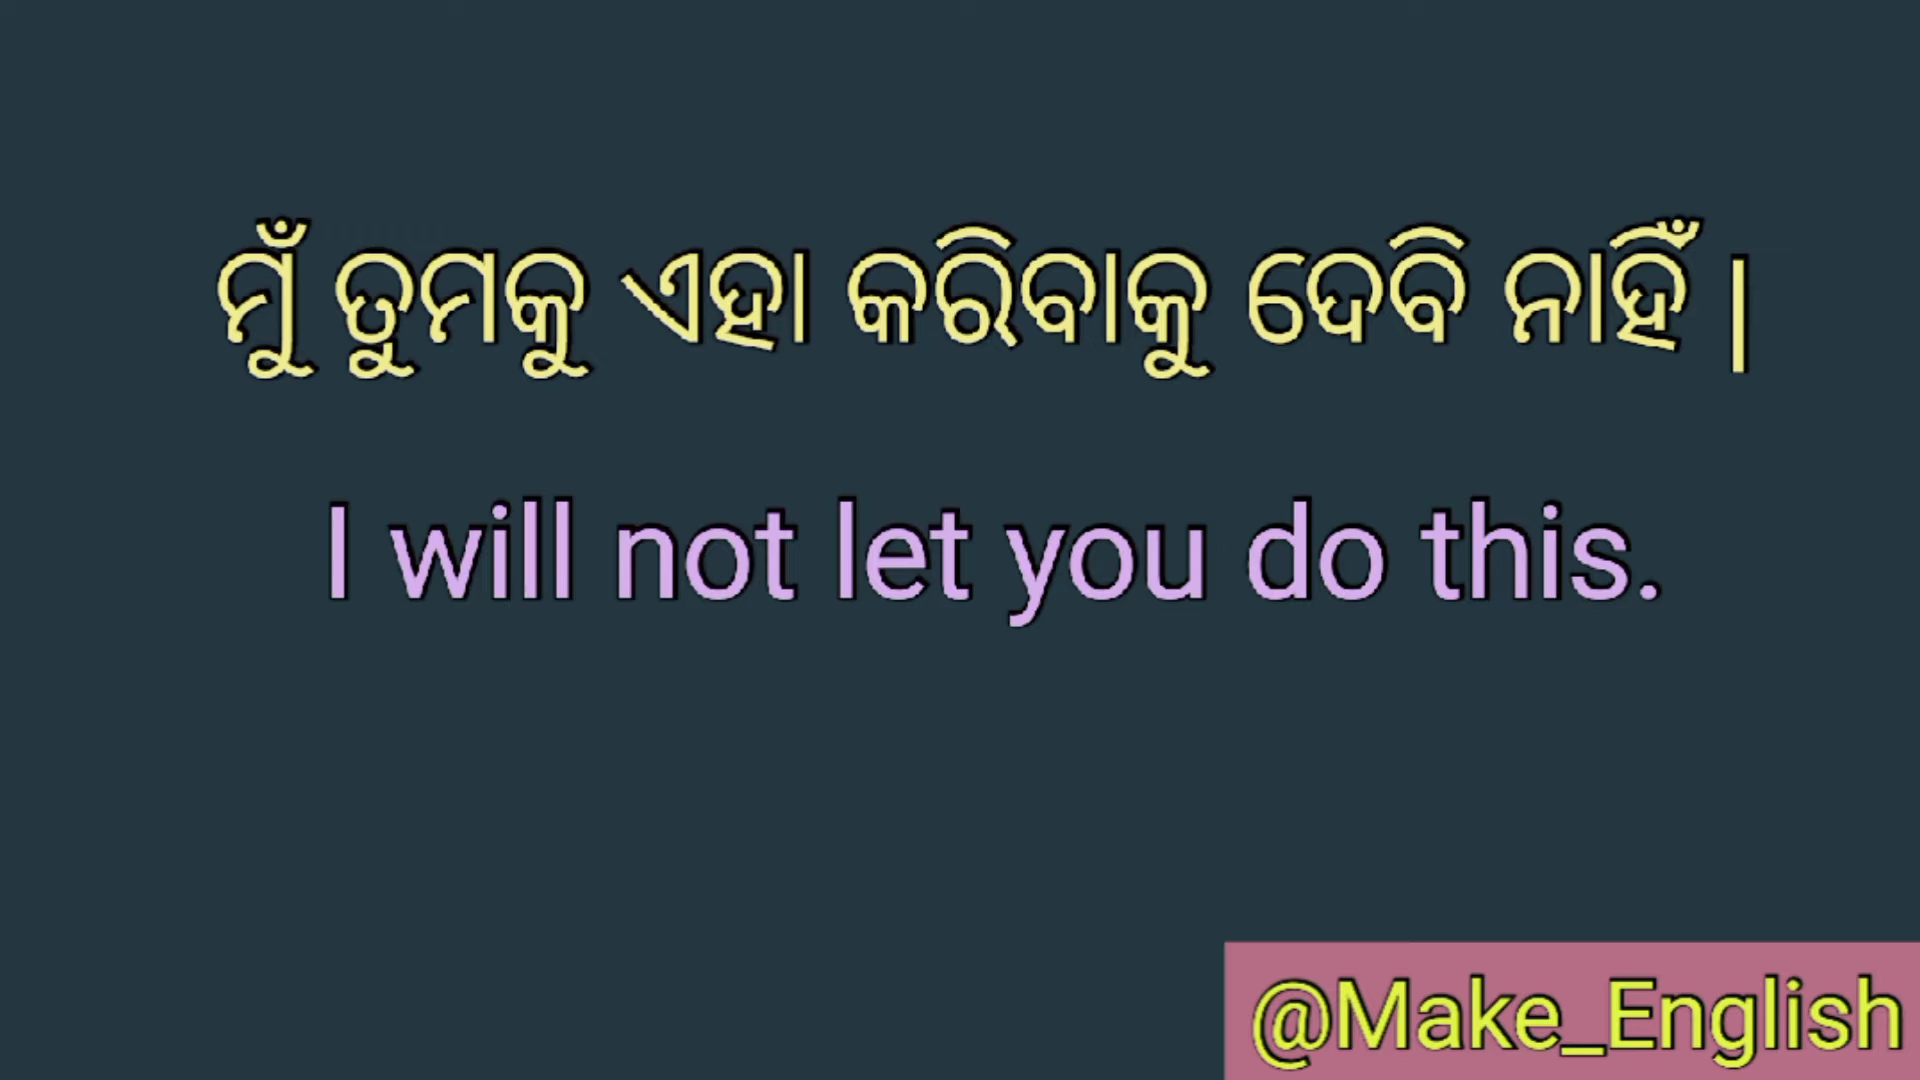 ମୁଁ ତୁମକୁ ଏହା କରିବାକୁ ଦେବି ନାହିଁ |
I will not let you do this.
@Make_English